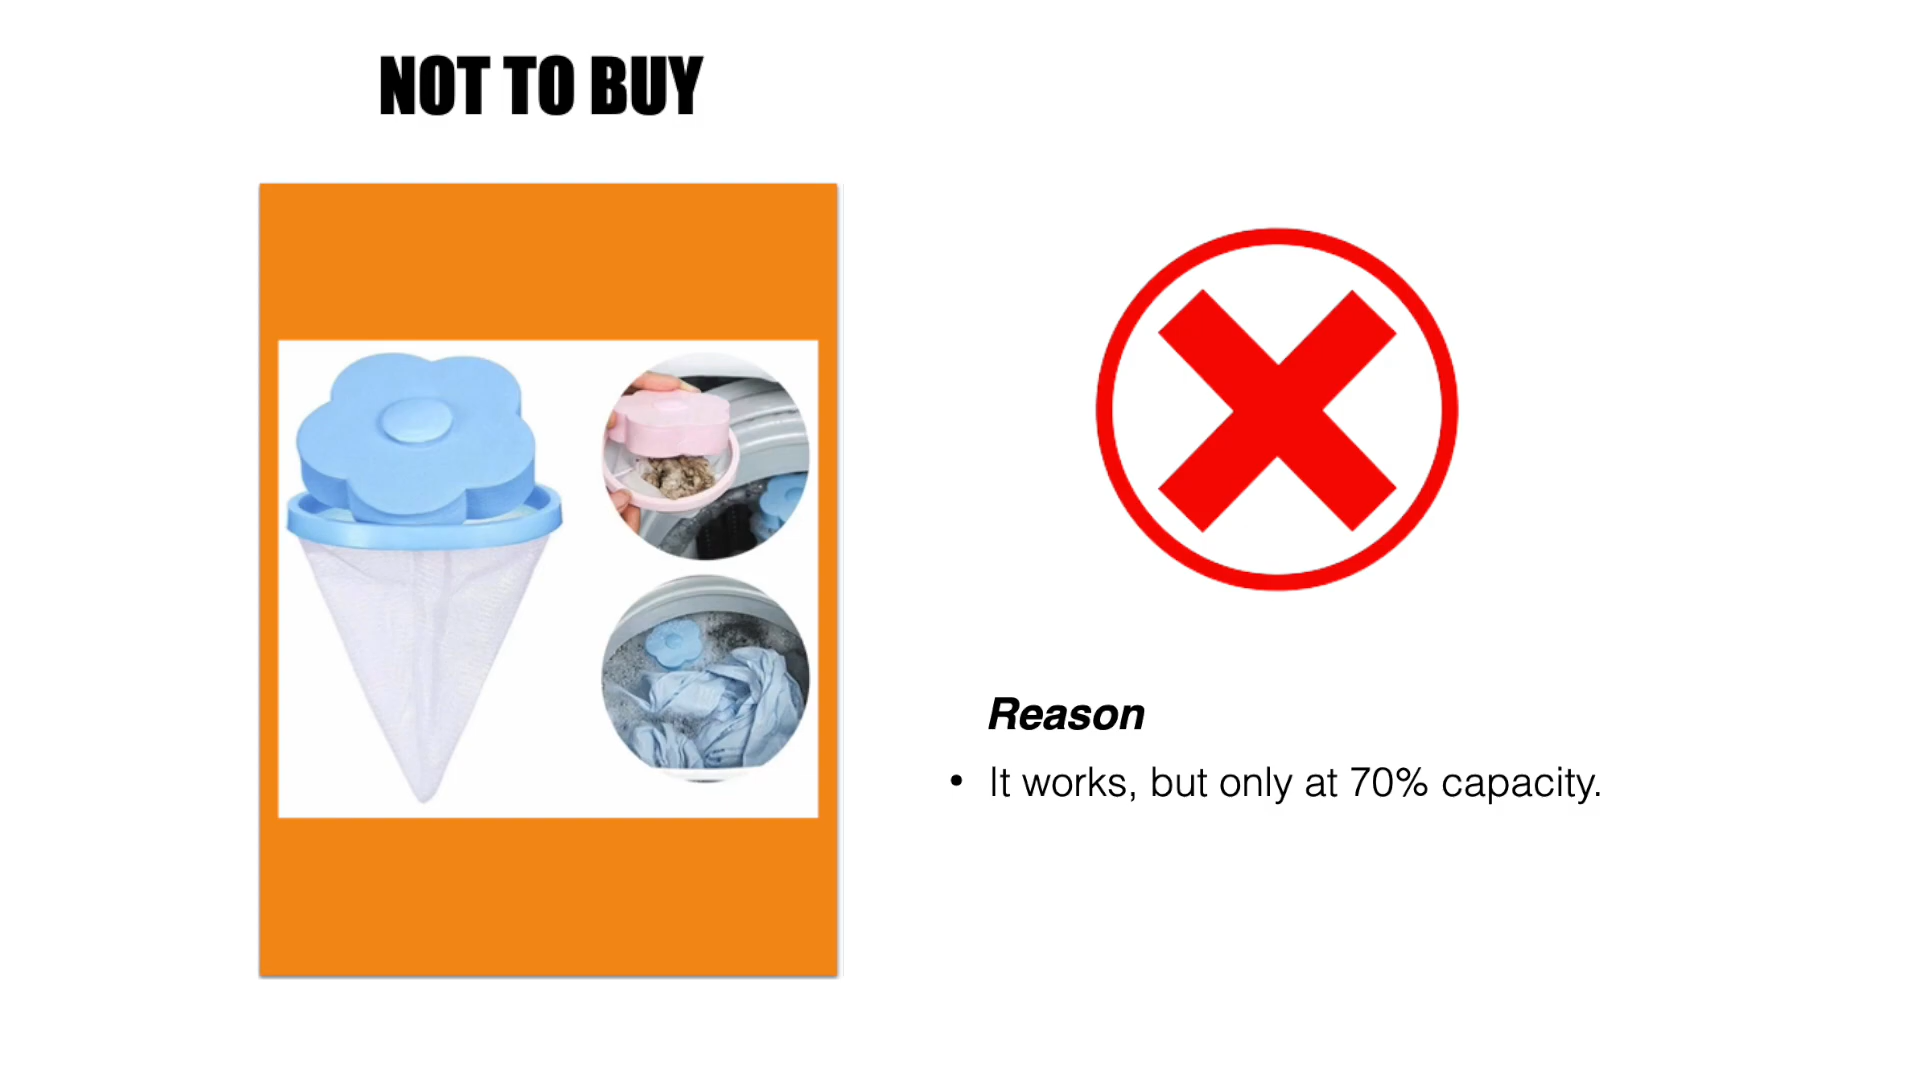 NOT TO BUY
Reason
• It works, but only at 70% capacity.